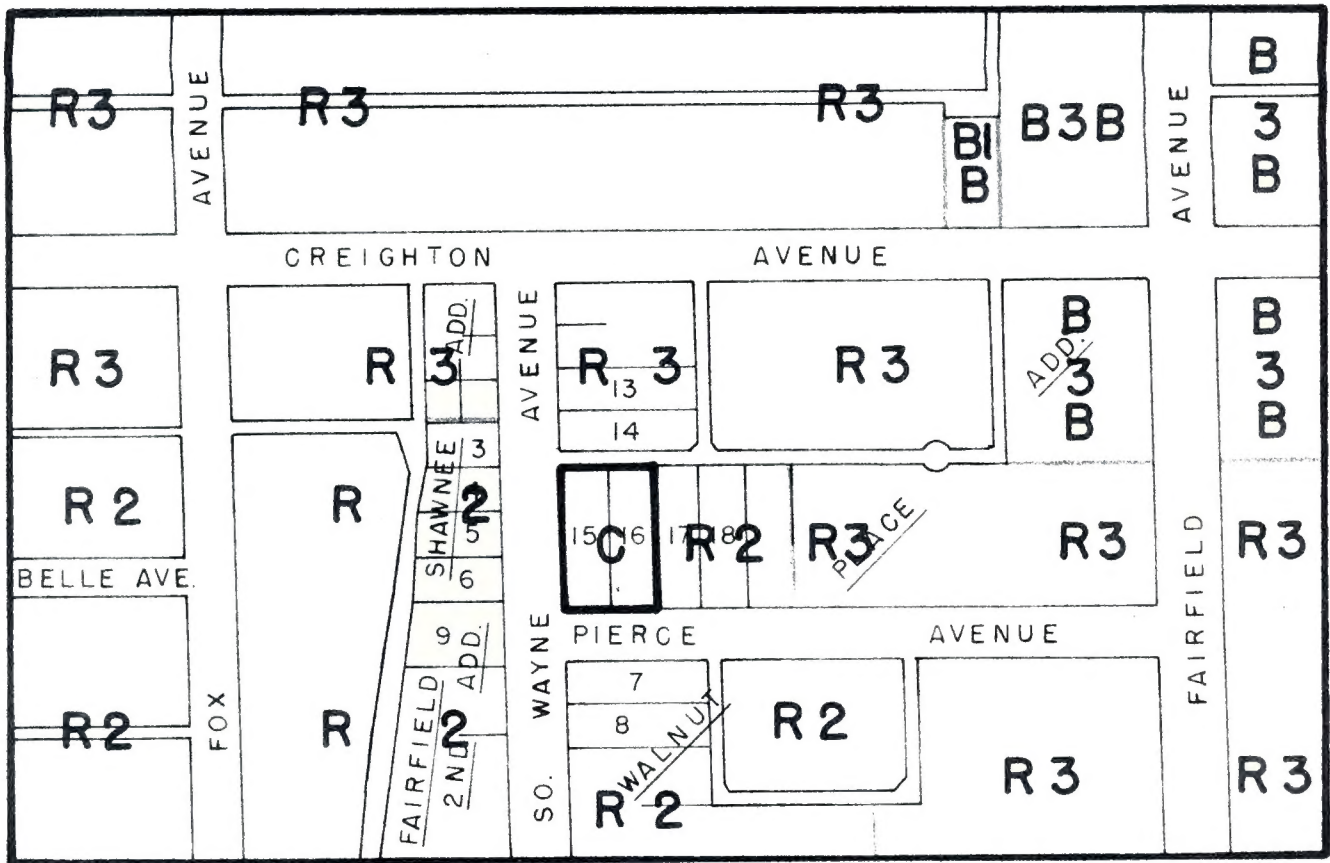 R3
AVENUE
R3
R3
B1
B
B3B
AVENUE
B
3
B
CREIGHTON AVENUE
R3
R 3
ADD.
AVENUE
R 3
13
14
R3
B
3
B
ADD.
B
3
B
R2
R 2
SHAWNEE
3
5
6
15 16 17 18
C
R2
R3
PLACE
R3
R3
BELLE AVE.
9
PIERCE AVENUE
FAIRFIELD
R2
FOX
R 2
FAIRFIELD
2ND ADD.
SO. WAYNE
7
8
WALNUT
R2
R2
R3
R3